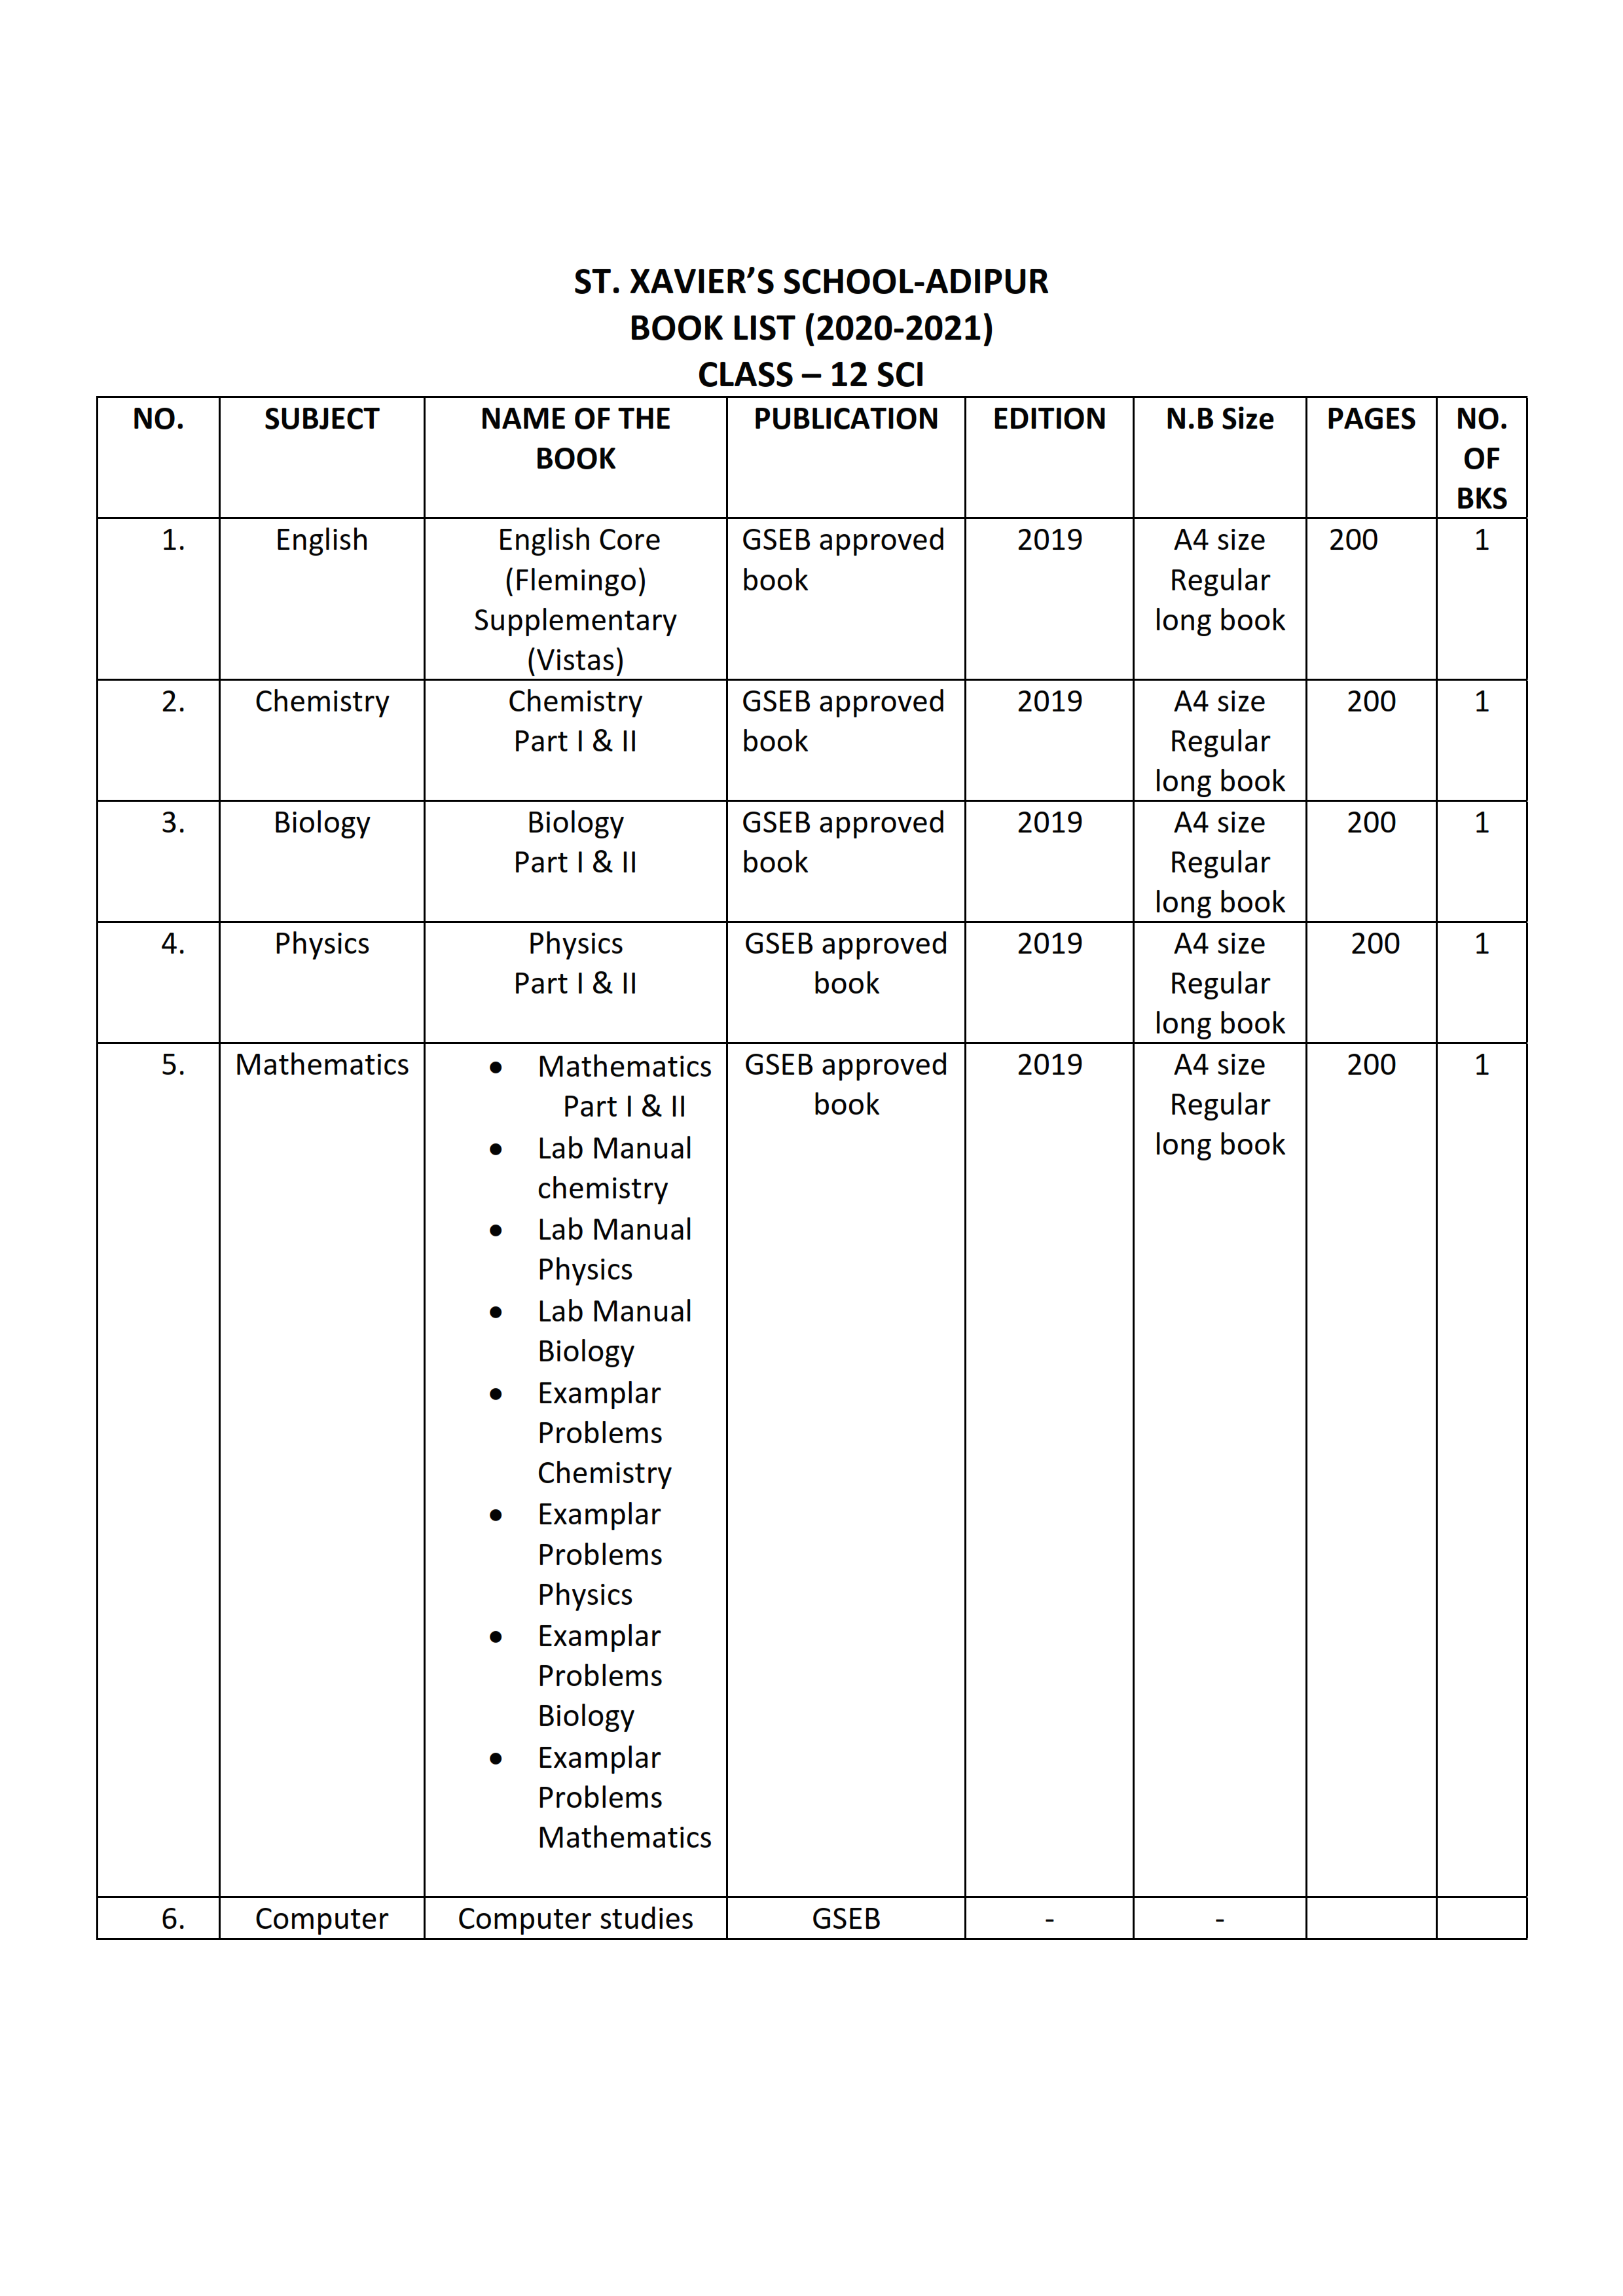 ST. XAVIER’S SCHOOL-ADIPUR
BOOK LIST (2020-2021)
CLASS – 12 SCI
NO. SUBJECT NAME OF THE BOOK PUBLICATION EDITION N.B Size PAGES NO. OF BKS
1. English English Core (Flemingo) Supplementary (Vistas) GSEB approved book 2019 A4 size Regular long book 200 1
2. Chemistry Chemistry Part I & II GSEB approved book 2019 A4 size Regular long book 200 1
3. Biology Biology Part I & II GSEB approved book 2019 A4 size Regular long book 200 1
4. Physics Physics Part I & II GSEB approved book 2019 A4 size Regular long book 200 1
5. Mathematics • Mathematics Part I & II GSEB approved book 2019 A4 size Regular long book 200 1
• Lab Manual chemistry
• Lab Manual Physics
• Lab Manual Biology
• Examplar Problems Chemistry
• Examplar Problems Physics
• Examplar Problems Biology
• Examplar Problems Mathematics
6. Computer Computer studies GSEB - -